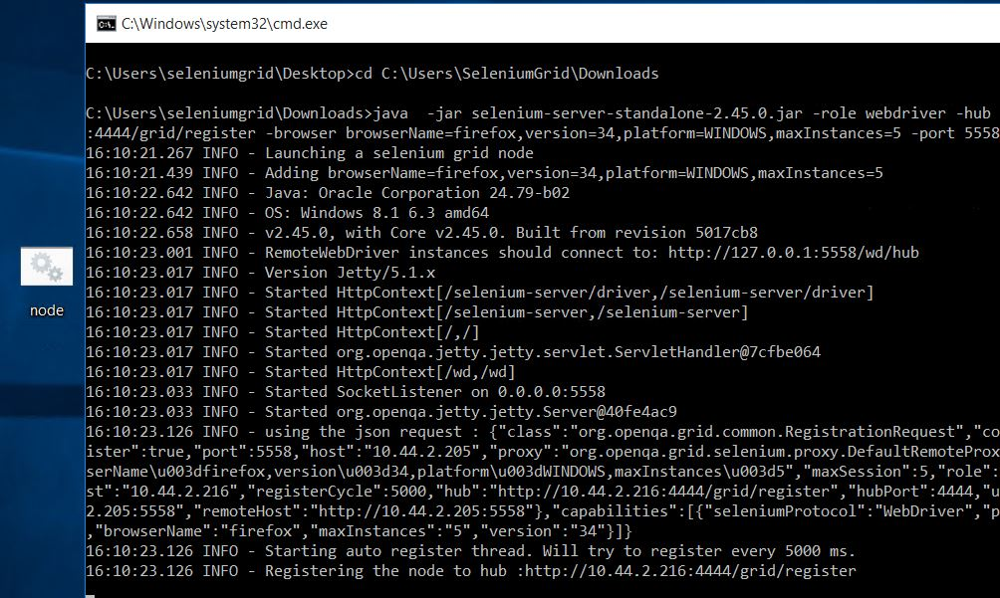 C:\Windows\system32\cmd.exe
C:\Users\seleniumgrid\Desktop>cd C:\Users\SeleniumGrid\Downloads
C:\Users\seleniumgrid\Downloads>java  -jar selenium-server-standalone-2.45.0.jar -role webdriver -hub
:4444/grid/register -browser browserName=firefox,version=34,platform=WINDOWS,maxInstances=5 -port 5558
16:10:21.267 INFO - Launching a selenium grid node
16:10:21.439 INFO - Adding browserName=firefox,version=34,platform=WINDOWS,maxInstances=5
16:10:22.642 INFO - Java: Oracle Corporation 24.79-b02
16:10:22.642 INFO - OS: Windows 8.1 6.3 amd64
16:10:22.658 INFO - v2.45.0, with Core v2.45.0. Built from revision 5017cb8
16:10:23.001 INFO - RemoteWebDriver instances should connect to: http://127.0.0.1:5558/wd/hub
16:10:23.017 INFO - Version Jetty/5.1.x
16:10:23.017 INFO - Started HttpContext[/selenium-server/driver,/selenium-server/driver]
16:10:23.017 INFO - Started HttpContext[/selenium-server,/selenium-server]
16:10:23.017 INFO - Started HttpContext[/,/]
16:10:23.017 INFO - Started org.openqa.jetty.jetty.servlet.ServletHandler@7cfbe064
16:10:23.017 INFO - Started HttpContext[/wd,/wd]
16:10:23.033 INFO - Started SocketListener on 0.0.0.0:5558
16:10:23.033 INFO - Started org.openqa.jetty.jetty.Server@40fe4ac9
16:10:23.126 INFO - using the json request : {"class":"org.openqa.grid.common.RegistrationRequest","co
ister":true,"port":5558,"host":"10.44.2.205","proxy":"org.openqa.grid.selenium.proxy.DefaultRemoteProx
serName\u003dfirefox,version\u003d34,platform\u003dWINDOWS,maxInstances\u003d5","maxSession":5,"role":
st":"10.44.2.216","registerCycle":5000,"hub":"http://10.44.2.216:4444/grid/register","hubPort":4444,"u
2.205:5558","remoteHost":"http://10.44.2.205:5558"},"capabilities":[{"seleniumProtocol":"WebDriver","p
,"browserName":"firefox","maxInstances":"5","version":"34"}]}
16:10:23.126 INFO - Starting auto register thread. Will try to register every 5000 ms.
16:10:23.126 INFO - Registering the node to hub :http://10.44.2.216:4444/grid/register
node